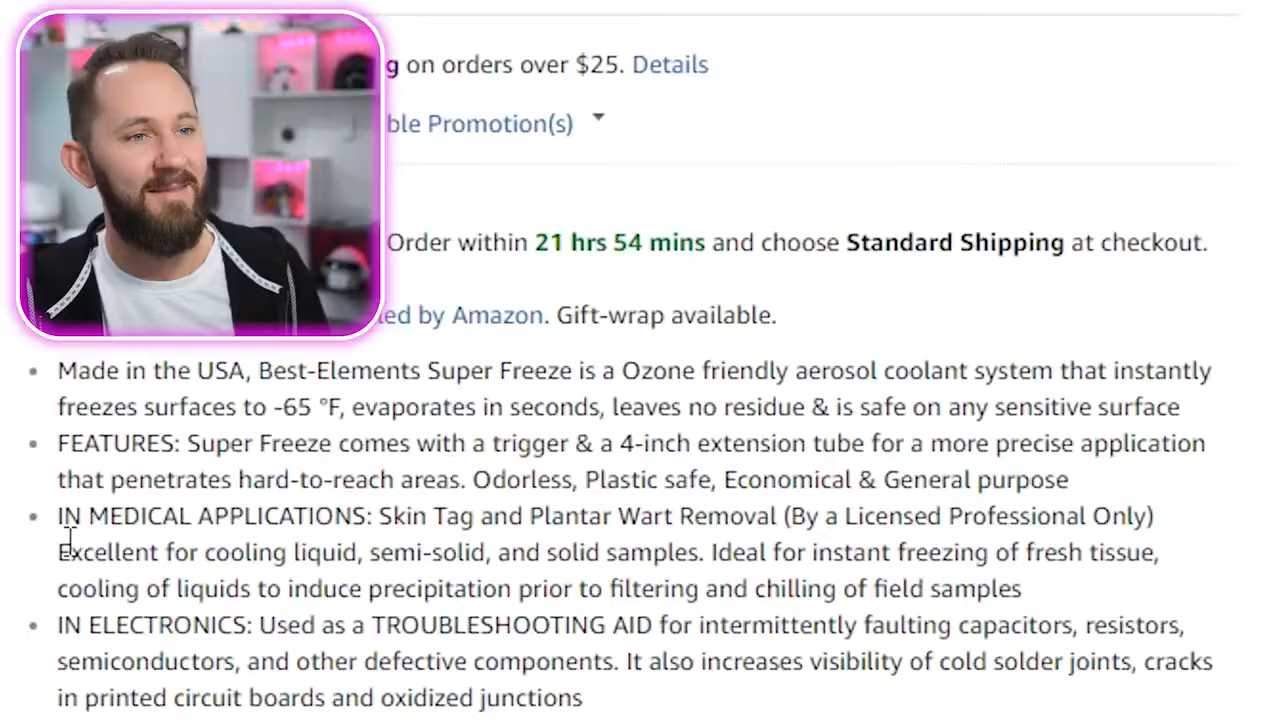 g on orders over $25. Details
ble Promotion(s)
Order within 21 hrs 54 mins and choose Standard Shipping at checkout.
ed by Amazon. Gift-wrap available.
• Made in the USA, Best-Elements Super Freeze is a Ozone friendly aerosol coolant system that instantly
freezes surfaces to -65 °F, evaporates in seconds, leaves no residue & is safe on any sensitive surface
• FEATURES: Super Freeze comes with a trigger & a 4-inch extension tube for a more precise application
that penetrates hard-to-reach areas. Odorless, Plastic safe, Economical & General purpose
• IN MEDICAL APPLICATIONS: Skin Tag and Plantar Wart Removal (By a Licensed Professional Only)
Excellent for cooling liquid, semi-solid, and solid samples. Ideal for instant freezing of fresh tissue,
cooling of liquids to induce precipitation prior to filtering and chilling of field samples
• IN ELECTRONICS: Used as a TROUBLESHOOTING AID for intermittently faulting capacitors, resistors,
semiconductors, and other defective components. It also increases visibility of cold solder joints, cracks
in printed circuit boards and oxidized junctions